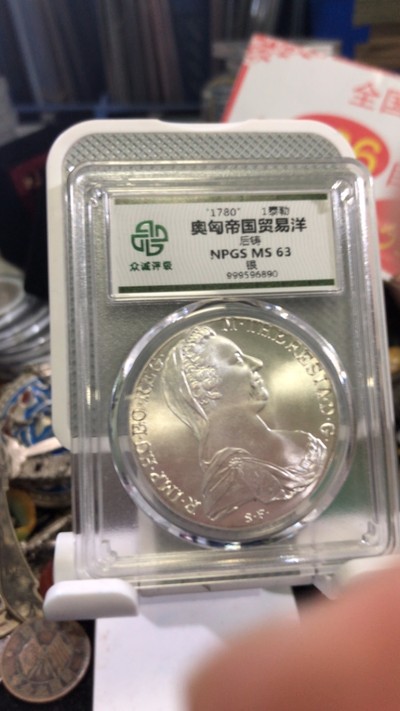 全国
"1780" 1泰勒
奥匈帝国贸易洋
后铸
NPGS MS 63
银
999596890
众诚评级
R·IMP·HU·BO·REG· M·THERESIA·D·G·
S·F·